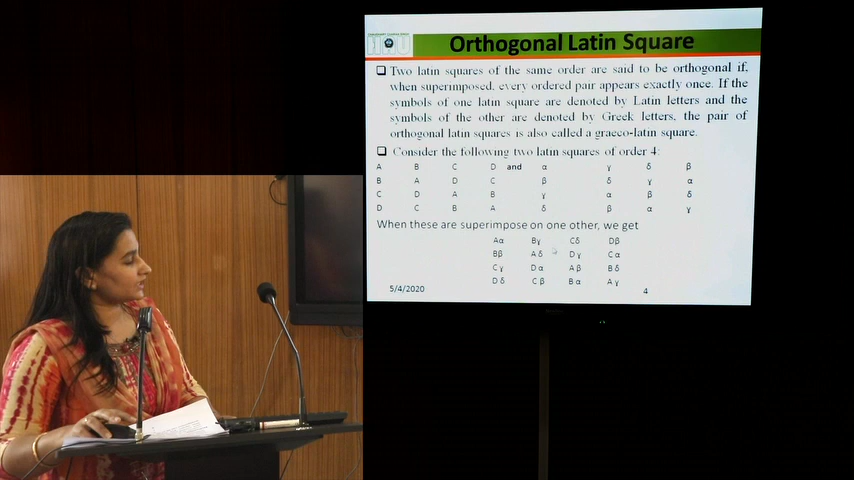 Orthogonal Latin Square
❑ Two latin squares of the same order are said to be orthogonal if,
when superimposed, every ordered pair appears exactly once. If the
symbols of one latin square are denoted by Latin letters and the
symbols of the other are denoted by Greek letters, the pair of
orthogonal latin squares is also called a graeco-latin square.
❑ Consider the following two latin squares of order 4:
A B C D and α γ δ β
B A D C β δ γ α
C D A B γ α β δ
D C B A δ β α γ
When these are superimpose on one other, we get
Aα Bγ Cδ Dβ
Bβ Aδ Dγ Cα
Cγ Dα Aβ Bδ
Dδ Cβ Bα Aγ
5/4/2020 4